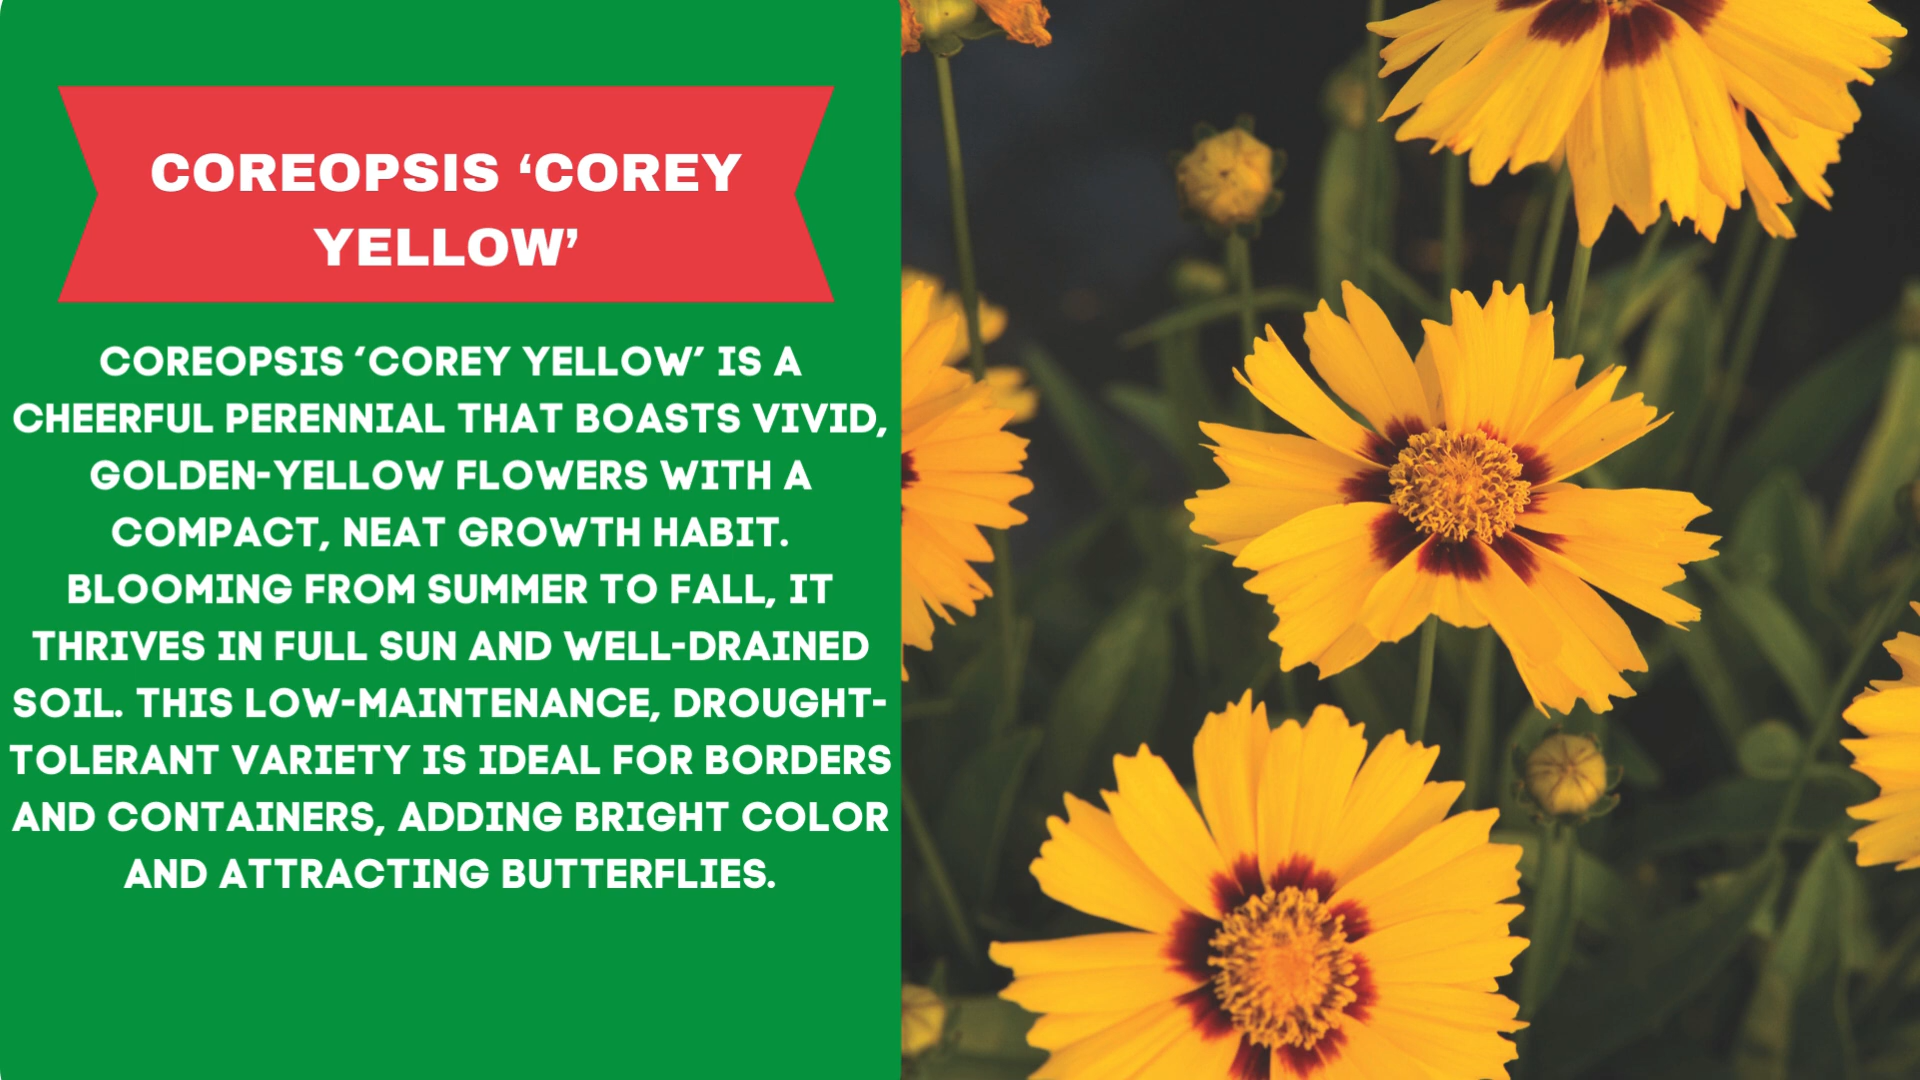 COREOPSIS ‘COREY
YELLOW’
COREOPSIS ‘COREY YELLOW’ IS A
CHEERFUL PERENNIAL THAT BOASTS VIVID,
GOLDEN-YELLOW FLOWERS WITH A
COMPACT, NEAT GROWTH HABIT.
BLOOMING FROM SUMMER TO FALL, IT
THRIVES IN FULL SUN AND WELL-DRAINED
SOIL. THIS LOW-MAINTENANCE, DROUGHT-
TOLERANT VARIETY IS IDEAL FOR BORDERS
AND CONTAINERS, ADDING BRIGHT COLOR
AND ATTRACTING BUTTERFLIES.